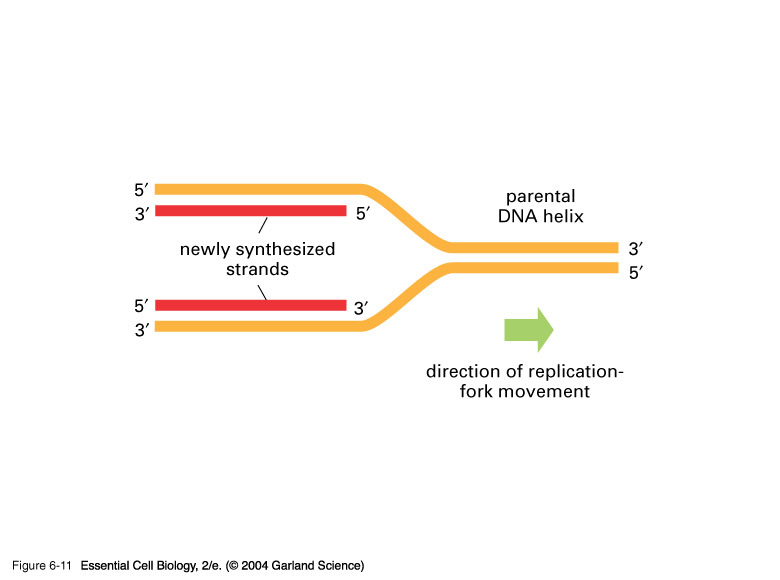 5′
3′
5′
newly synthesized
strands
5′
3′
3′
parental
DNA helix
3′
5′
direction of replication-
fork movement
Figure 6-11 Essential Cell Biology, 2/e. (© 2004 Garland Science)